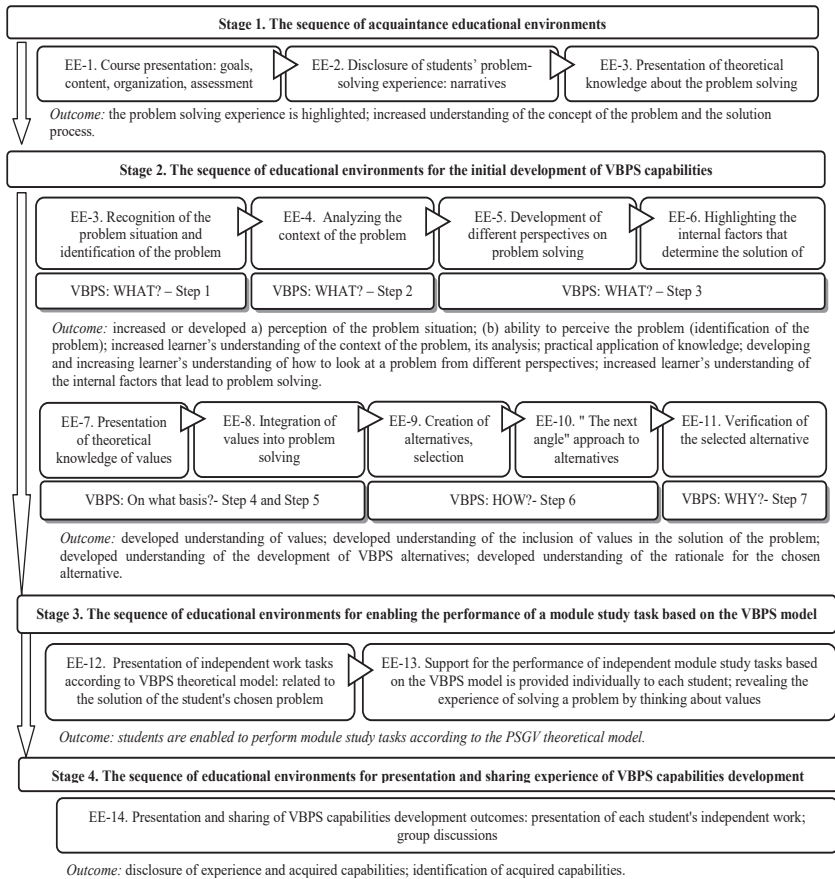 Stage 1. The sequence of acquaintance educational environments
EE-1. Course presentation: goals,
content, organization, assessment
EE-2. Disclosure of students' problem-
solving experience: narratives
EE-3. Presentation of theoretical
knowledge about the problem solving
Outcome: the problem solving experience is highlighted; increased understanding of the concept of the problem and the solution
process.
Stage 2. The sequence of educational environments for the initial development of VBPS capabilities
EE-3. Recognition of the
problem situation and
identification of the problem
EE-4. Analyzing the
context of the problem
EE-5. Development of
different perspectives on
problem solving
EE-6. Highlighting the
internal factors that
determine the solution of
VBPS: WHAT? – Step 1
VBPS: WHAT? – Step 2
VBPS: WHAT? – Step 3
Outcome: increased or developed a) perception of the problem situation; (b) ability to perceive the problem (identification of the
problem); increased learner's understanding of the context of the problem, its analysis; practical application of knowledge; developing
and increasing learner's understanding of how to look at a problem from different perspectives; increased learner's understanding of
the internal factors that lead to problem solving.
EE-7. Presentation
of theoretical
knowledge of values
EE-8. Integration of
values into problem
solving
EE-9. Creation of
alternatives,
selection
EE-10. " The next
angle" approach to
alternatives
EE-11. Verification of
the selected alternative
VBPS: On what basis?- Step 4 and Step 5
VBPS: HOW?- Step 6
VBPS: WHY?- Step 7
Outcome: developed understanding of values; developed understanding of the inclusion of values in the solution of the problem;
developed understanding of the development of VBPS alternatives; developed understanding of the rationale for the chosen
alternative.
Stage 3. The sequence of educational environments for enabling the performance of a module study task based on the VBPS model
EE-12. Presentation of independent work tasks
according to VBPS theoretical model: related to
the solution of the student's chosen problem
EE-13. Support for the performance of independent module study tasks based
on the VBPS model is provided individually to each student; revealing the
experience of solving a problem by thinking about values
Outcome: students are enabled to perform module study tasks according to the PSGV theoretical model.
Stage 4. The sequence of educational environments for presentation and sharing experience of VBPS capabilities development
EE-14. Presentation and sharing of VBPS capabilities development outcomes: presentation of each student's independent work;
group discussions
Outcome: disclosure of experience and acquired capabilities; identification of acquired capabilities.